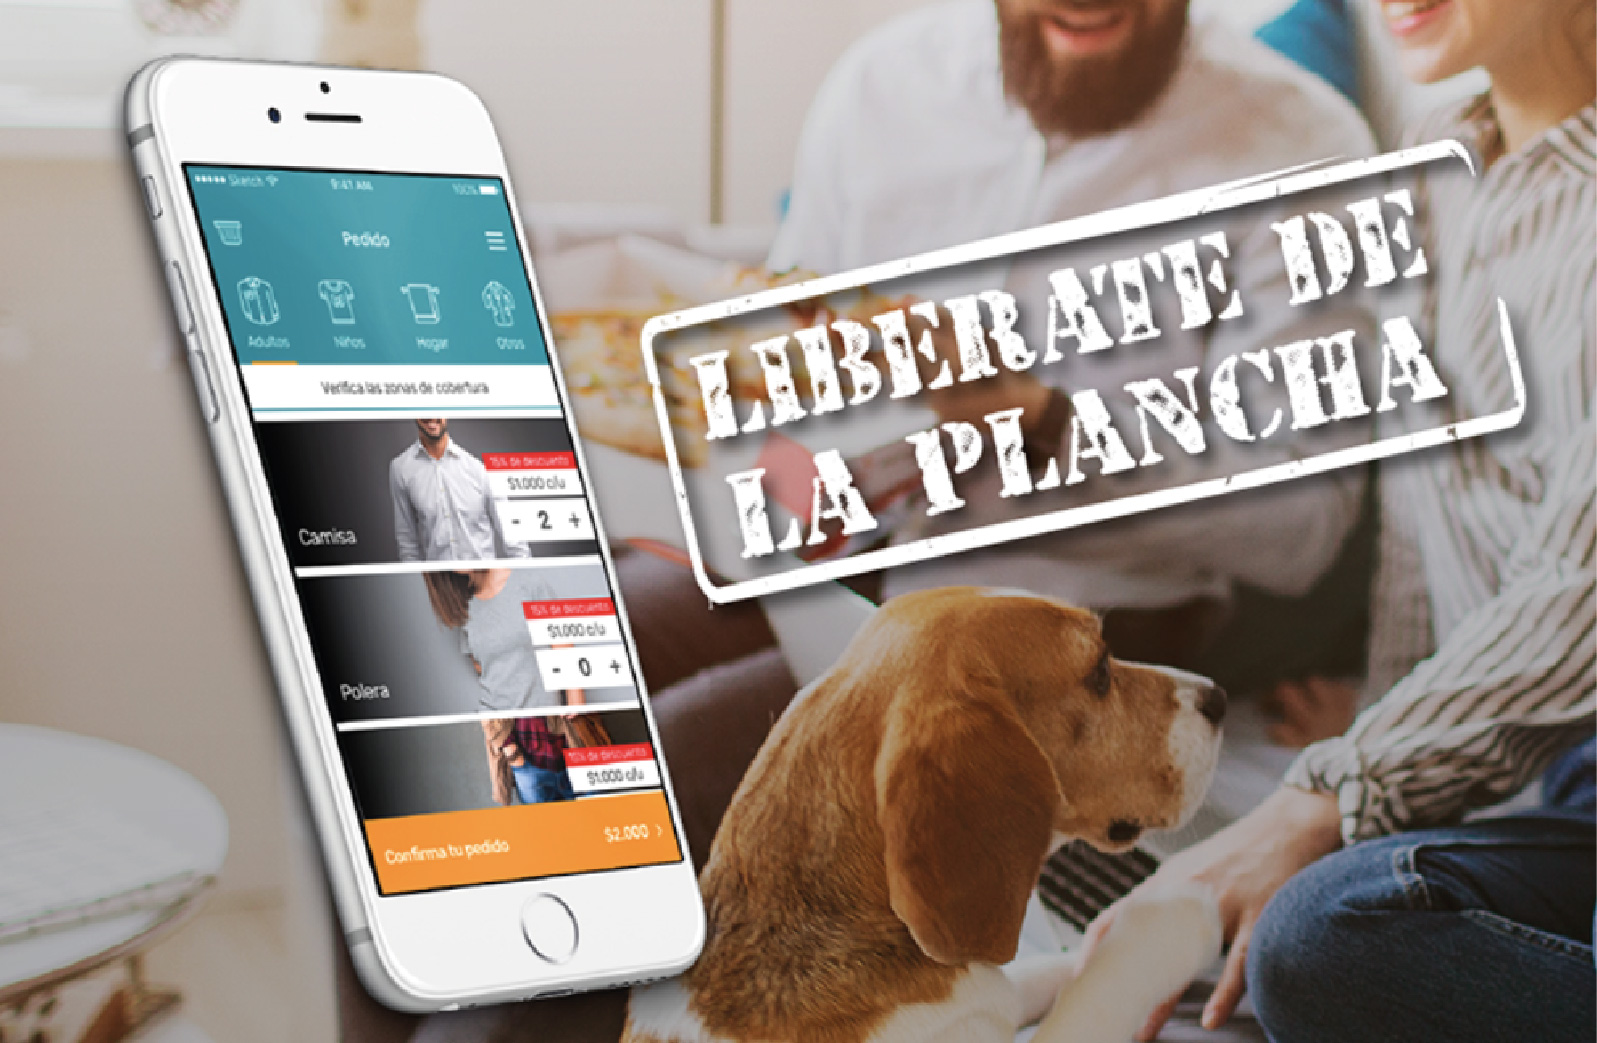 Sketch 9:41 AM 100%
Pedido
Adultos Niños Hogar Otros
Verifica las zonas de cobertura
15% de descuento
$1.000 c/u
- 2 +
Camisa
15% de descuento
$1.000 c/u
- 0 +
Polera
15% de descuento
$1.000 c/u
Confirma tu pedido $2.000 >
LIBERATE DE
LA PLANCHA